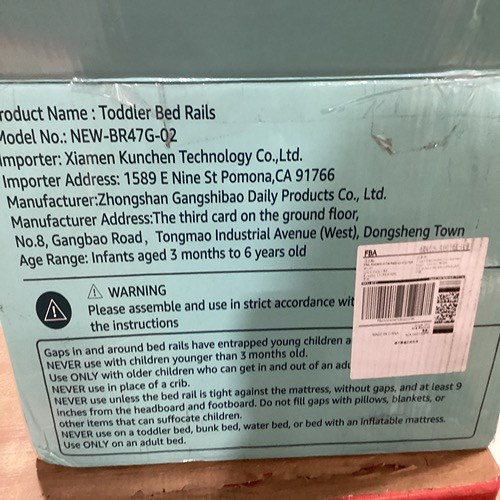 roduct Name : Toddler Bed Rails
Model No.: NEW-BR47G-02
Importer: Xiamen Kunchen Technology Co.,Ltd.
Importer Address: 1589 E Nine St Pomona,CA 91766
Manufacturer:Zhongshan Gangshibao Daily Products Co., Ltd.
Manufacturer Address:The third card on the ground floor,
No.8, Gangbao Road, Tongmao Industrial Avenue (West), Dongsheng Town
Age Range: Infants aged 3 months to 6 years old
FBA
WARNING
Please assemble and use in strict accordance wit
the instructions
Gaps in and around bed rails have entrapped young children a
NEVER use with children younger than 3 months old.
Use ONLY with older children who can get in and out of an adu
NEVER use in place of a crib.
NEVER use unless the bed rail is tight against the mattress, without gaps, and at least 9
inches from the headboard and footboard. Do not fill gaps with pillows, blankets, or
other items that can suffocate children.
NEVER use on a toddler bed, bunk bed, water bed, or bed with an inflatable mattress.
Use ONLY on an adult bed.